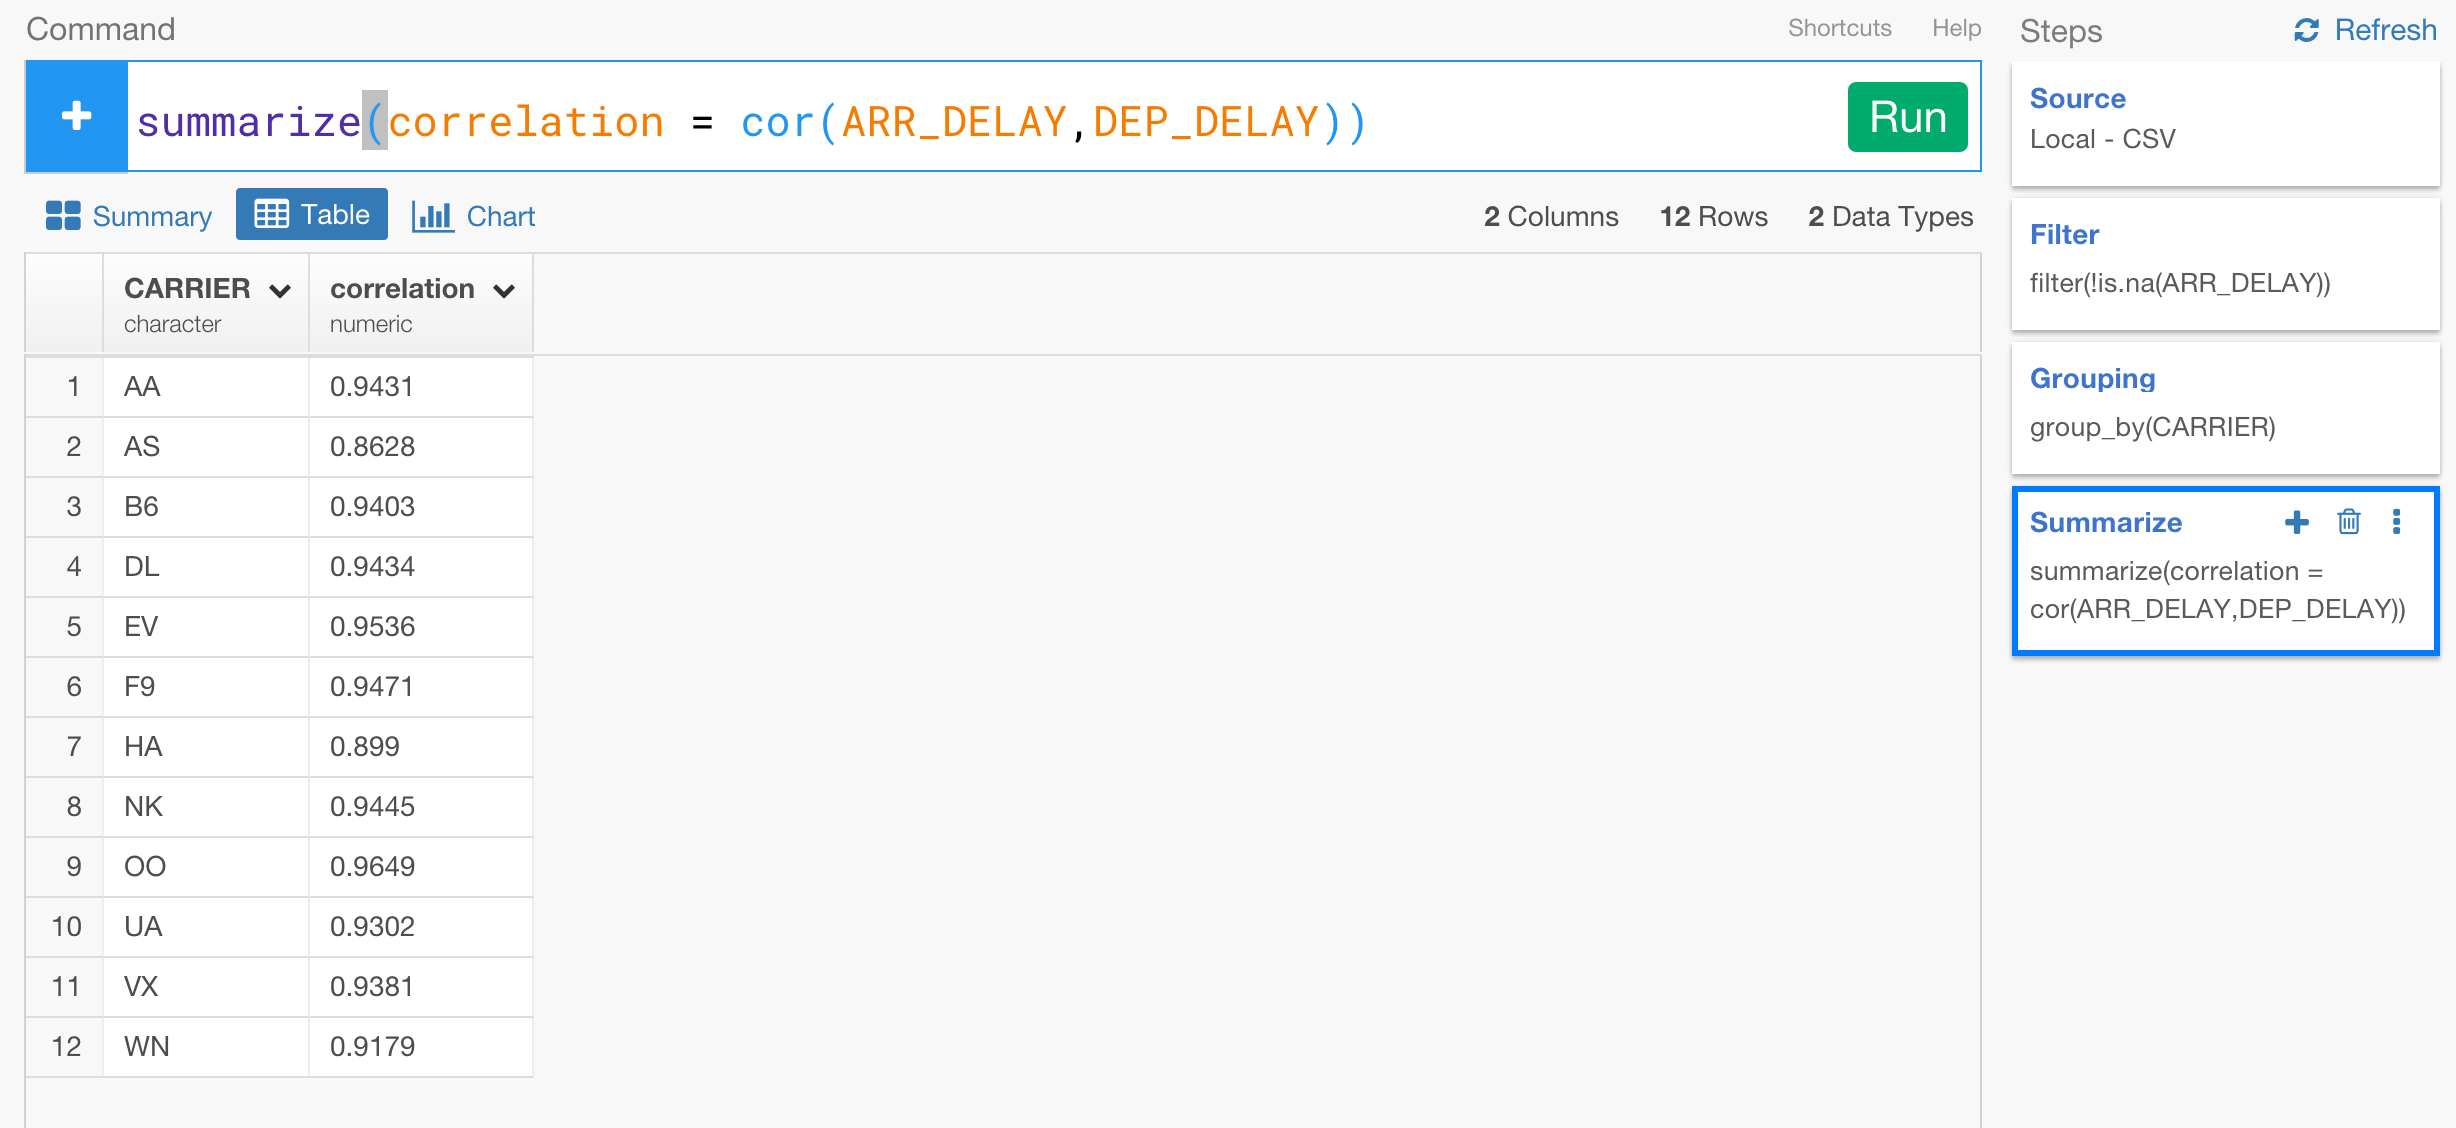 Command
Shortcuts Help
summarize(correlation = cor(ARR_DELAY,DEP_DELAY))
Run
Summary Table Chart
2 Columns 12 Rows 2 Data Types
CARRIER correlation
character numeric
1 AA 0.9431
2 AS 0.8628
3 B6 0.9403
4 DL 0.9434
5 EV 0.9536
6 F9 0.9471
7 HA 0.899
8 NK 0.9445
9 OO 0.9649
10 UA 0.9302
11 VX 0.9381
12 WN 0.9179
Steps Refresh
Source
Local - CSV
Filter
filter(!is.na(ARR_DELAY))
Grouping
group_by(CARRIER)
Summarize
summarize(correlation =
cor(ARR_DELAY,DEP_DELAY))